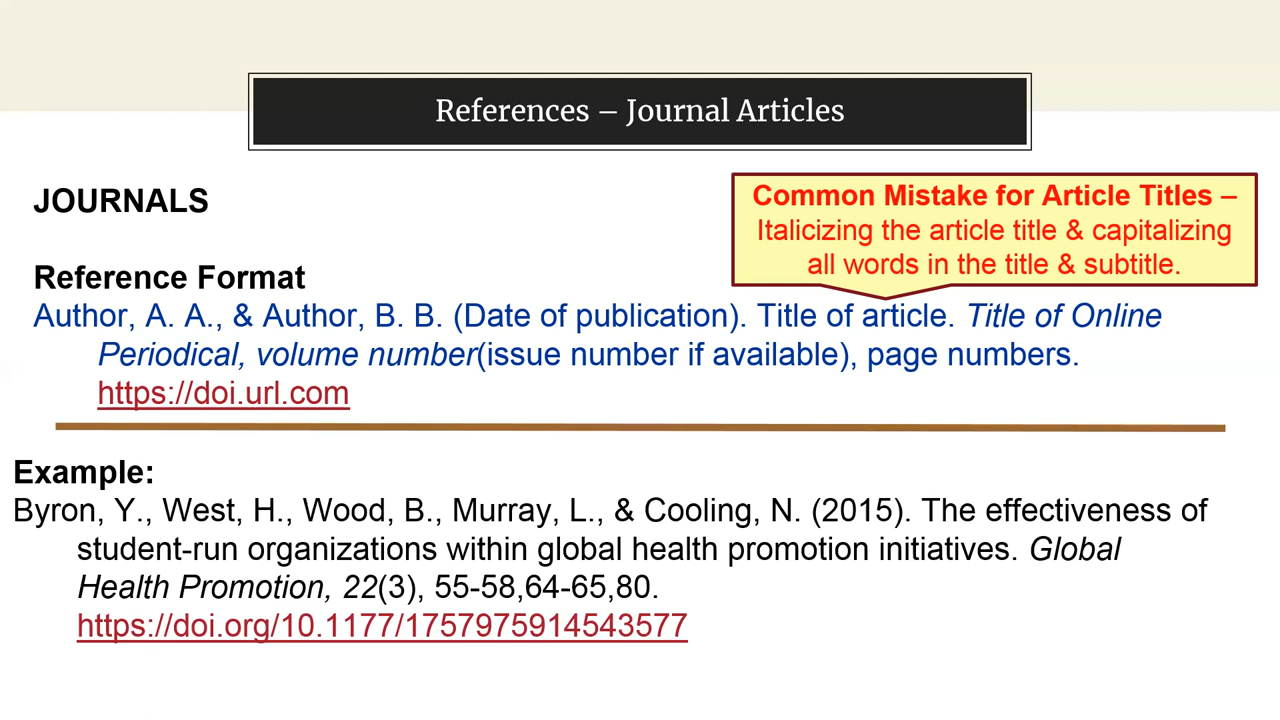 References – Journal Articles
JOURNALS
Common Mistake for Article Titles –
Italicizing the article title & capitalizing
all words in the title & subtitle.
Reference Format
Author, A. A., & Author, B. B. (Date of publication). Title of article. Title of Online
Periodical, volume number(issue number if available), page numbers.
https://doi.url.com
Example:
Byron, Y., West, H., Wood, B., Murray, L., & Cooling, N. (2015). The effectiveness of
student-run organizations within global health promotion initiatives. Global
Health Promotion, 22(3), 55-58,64-65,80.
https://doi.org/10.1177/1757975914543577